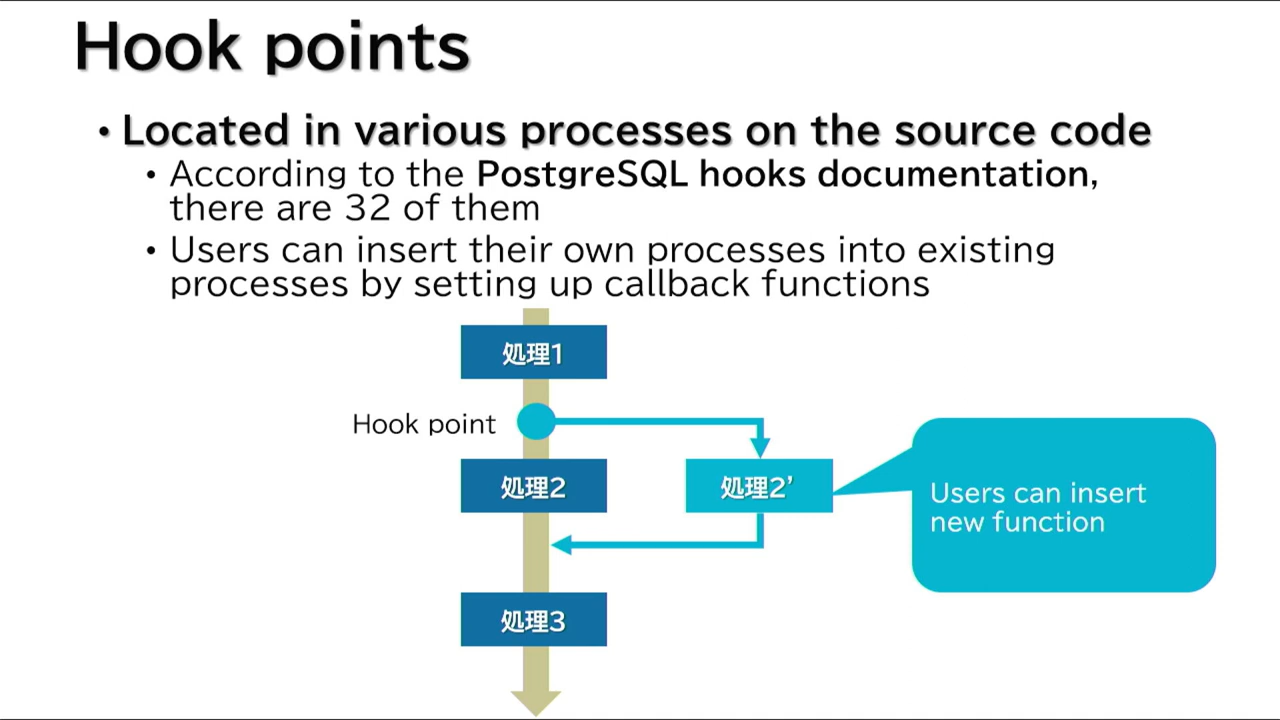 Hook points
• Located in various processes on the source code
• According to the PostgreSQL hooks documentation,
there are 32 of them
• Users can insert their own processes into existing
processes by setting up callback functions
処理1
Hook point
処理2
処理2’
Users can insert
new function
処理3